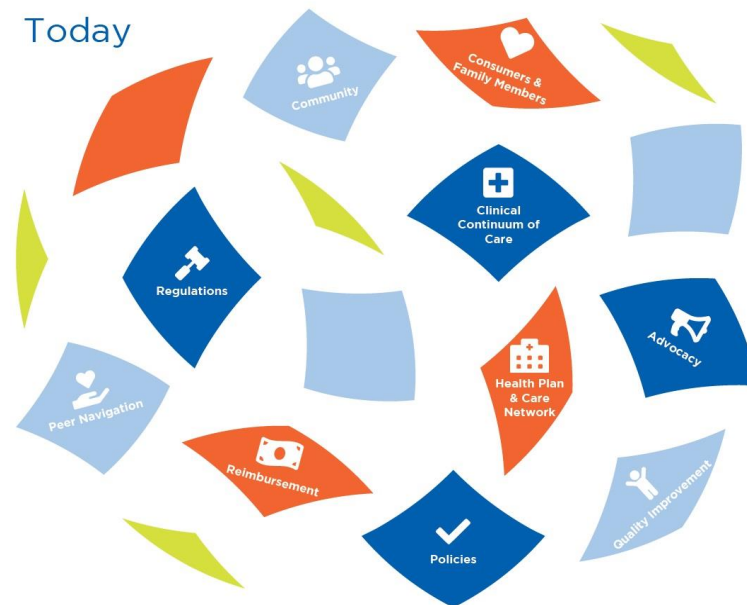 Today
Community
Consumers &
Family Members
Clinical
Continuum of
Care
Regulations
Advocacy
Health Plan
& Care
Network
Peer Navigation
Reimbursement
Quality Improvement
Policies